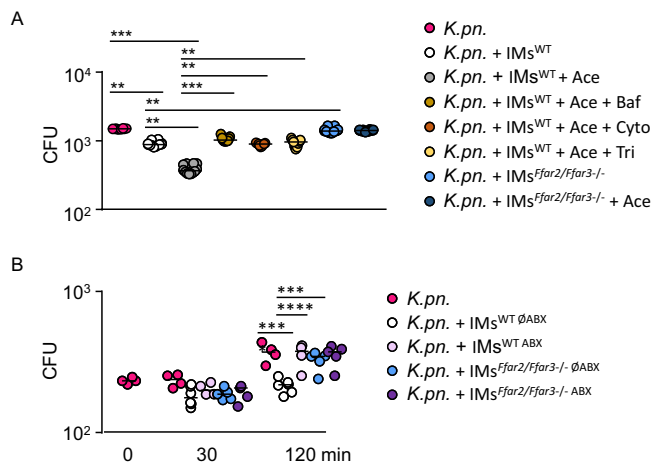 A
***
**
**
** ***
**
**
10⁴
10³
10²
CFU
K.pn.
K.pn. + IMsᵂᵀ
K.pn. + IMsᵂᵀ + Ace
K.pn. + IMsᵂᵀ + Ace + Baf
K.pn. + IMsᵂᵀ + Ace + Cyto
K.pn. + IMsᵂᵀ + Ace + Tri
K.pn. + IMsFfar2/Ffar3-/-
K.pn. + IMsFfar2/Ffar3-/- + Ace
B
***
****
***
10³
10²
CFU
0 30 120 min
K.pn.
K.pn. + IMsWT ØABX
K.pn. + IMsWT ABX
K.pn. + IMsFfar2/Ffar3-/- ØABX
K.pn. + IMsFfar2/Ffar3-/- ABX